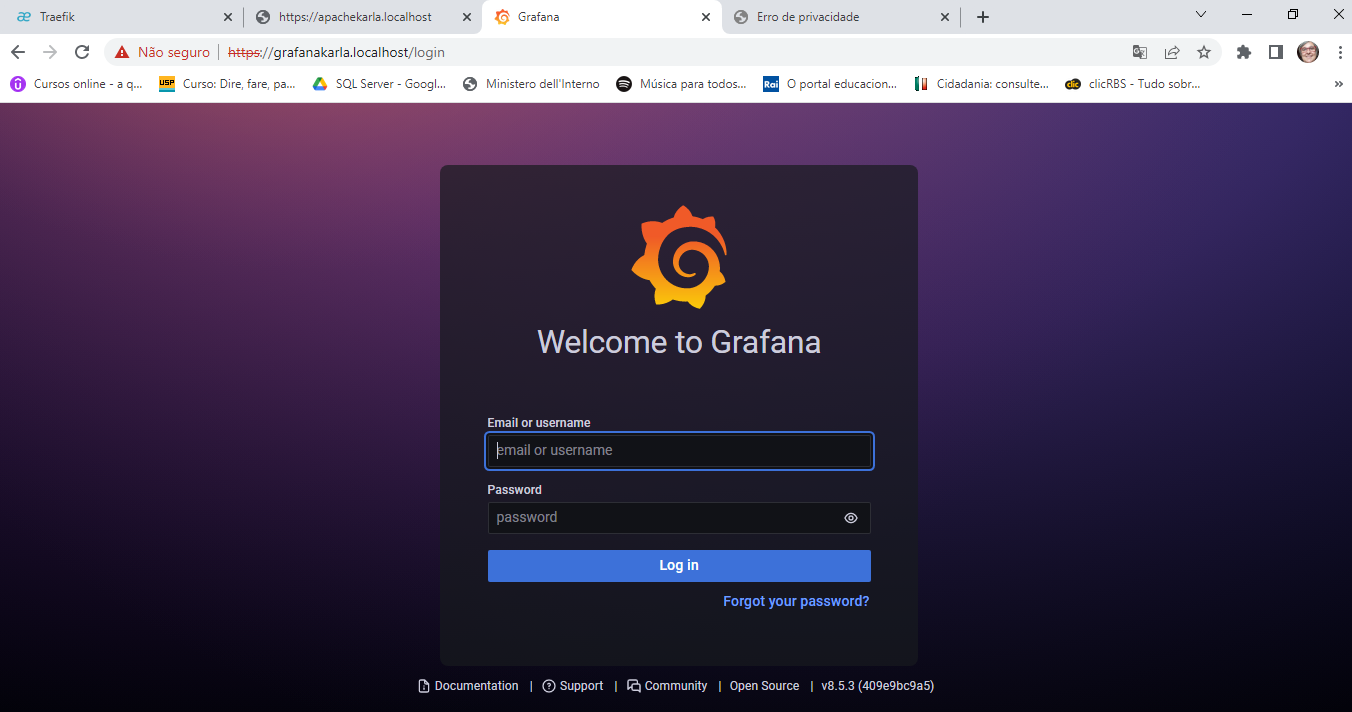 Traefik
https://apachekarla.localhost
Grafana
Erro de privacidade
Não seguro
https://grafanakarla.localhost/login
Cursos online - a q...
USP
Curso: Dire, fare, pa...
SQL Server - Googl...
Ministero dell'Interno
Música para todos...
Rai
O portal educacion...
Cidadania: consulte...
clic
clicRBS - Tudo sobr...
Welcome to Grafana
Email or username
email or username
Password
password
Log in
Forgot your password?
Documentation | Support | Community | Open Source | v8.5.3 (409e9bc9a5)